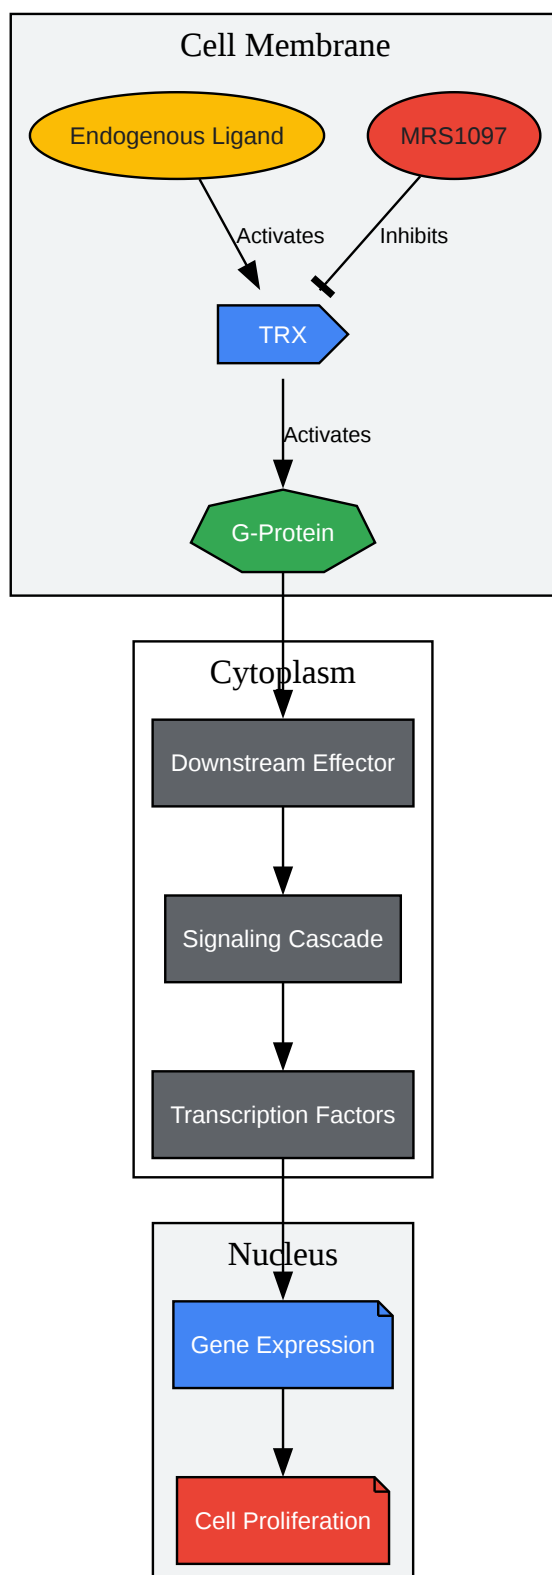 Cell Membrane
Endogenous Ligand
MRS1097
Activates
Inhibits
TRX
Activates
G-Protein
Cytoplasm
Downstream Effector
Signaling Cascade
Transcription Factors
Nucleus
Gene Expression
Cell Proliferation